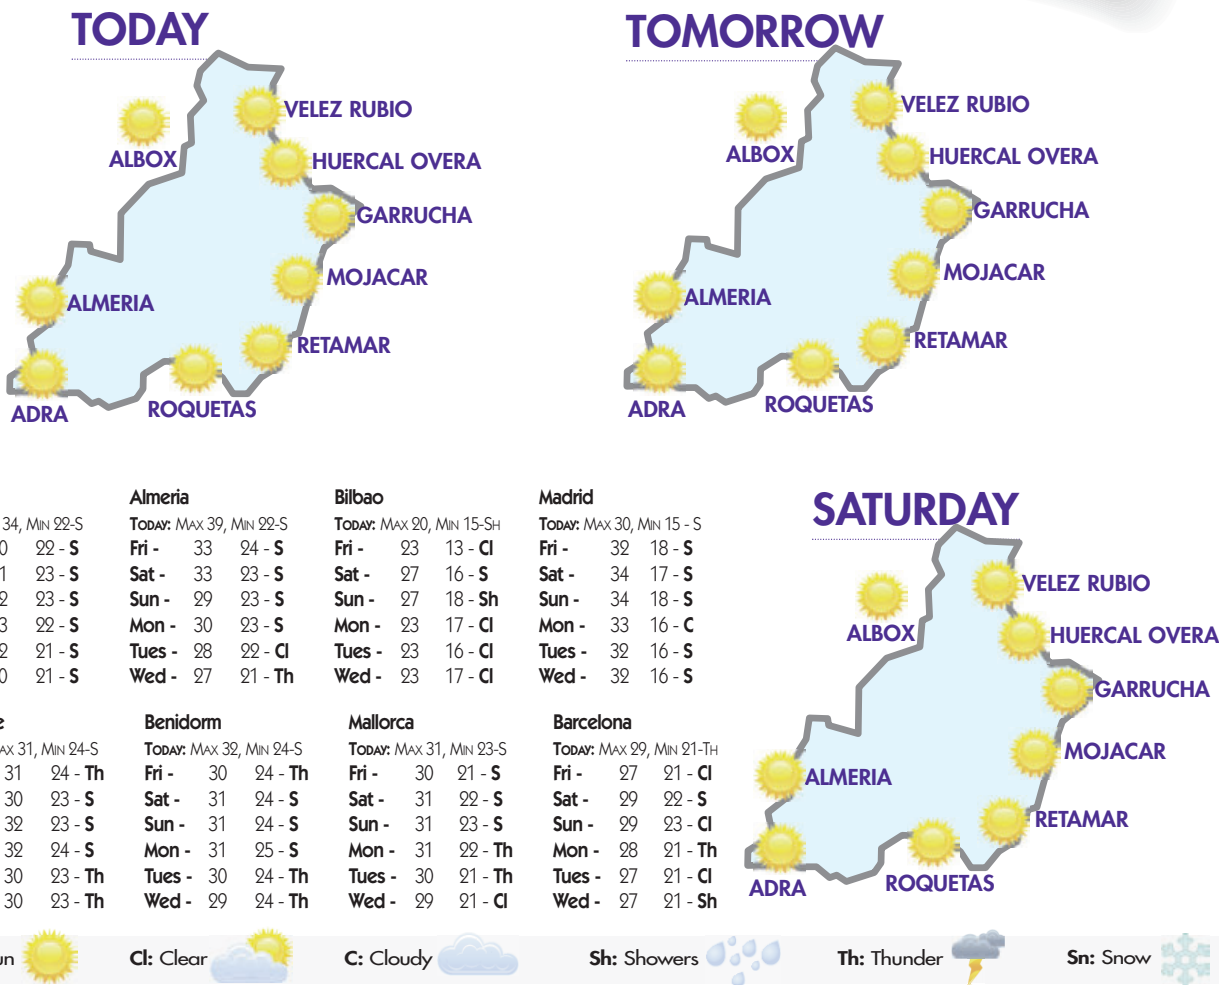 TODAY
VELEZ RUBIO
ALBOX
HUERCAL OVERA
GARRUCHA
MOJACAR
ALMERIA
RETAMAR
ADRA
ROQUETAS
TOMORROW
VELEZ RUBIO
ALBOX
HUERCAL OVERA
GARRUCHA
MOJACAR
ALMERIA
RETAMAR
ADRA
ROQUETAS
34, MIN 22-S
0 22 - S
1 23 - S
2 23 - S
3 22 - S
2 21 - S
0 21 - S
Almeria
TODAY: MAX 39, MIN 22-S
Fri - 33 24 - S
Sat - 33 23 - S
Sun - 29 23 - S
Mon - 30 23 - S
Tues - 28 22 - Cl
Wed - 27 21 - Th
Bilbao
TODAY: MAX 20, MIN 15-SH
Fri - 23 13 - Cl
Sat - 27 16 - S
Sun - 27 18 - Sh
Mon - 23 17 - Cl
Tues - 23 16 - Cl
Wed - 23 17 - Cl
Madrid
TODAY: MAX 30, MIN 15 - S
Fri - 32 18 - S
Sat - 34 17 - S
Sun - 34 18 - S
Mon - 33 16 - C
Tues - 32 16 - S
Wed - 32 16 - S
e
AX 31, MIN 24-S
31 24 - Th
30 23 - S
32 23 - S
32 24 - S
30 23 - Th
30 23 - Th
Benidorm
TODAY: MAX 32, MIN 24-S
Fri - 30 24 - Th
Sat - 31 24 - S
Sun - 31 24 - S
Mon - 31 25 - S
Tues - 30 24 - Th
Wed - 29 24 - Th
Mallorca
TODAY: MAX 31, MIN 23-S
Fri - 30 21 - S
Sat - 31 22 - S
Sun - 31 23 - S
Mon - 31 22 - Th
Tues - 30 21 - Th
Wed - 29 21 - Cl
Barcelona
TODAY: MAX 29, MIN 21-TH
Fri - 27 21 - Cl
Sat - 29 22 - S
Sun - 29 23 - Cl
Mon - 28 21 - Th
Tues - 27 21 - Cl
Wed - 27 21 - Sh
SATURDAY
VELEZ RUBIO
ALBOX
HUERCAL OVERA
GARRUCHA
MOJACAR
ALMERIA
RETAMAR
ADRA
ROQUETAS
un
Cl: Clear
C: Cloudy
Sh: Showers
Th: Thunder
Sn: Snow